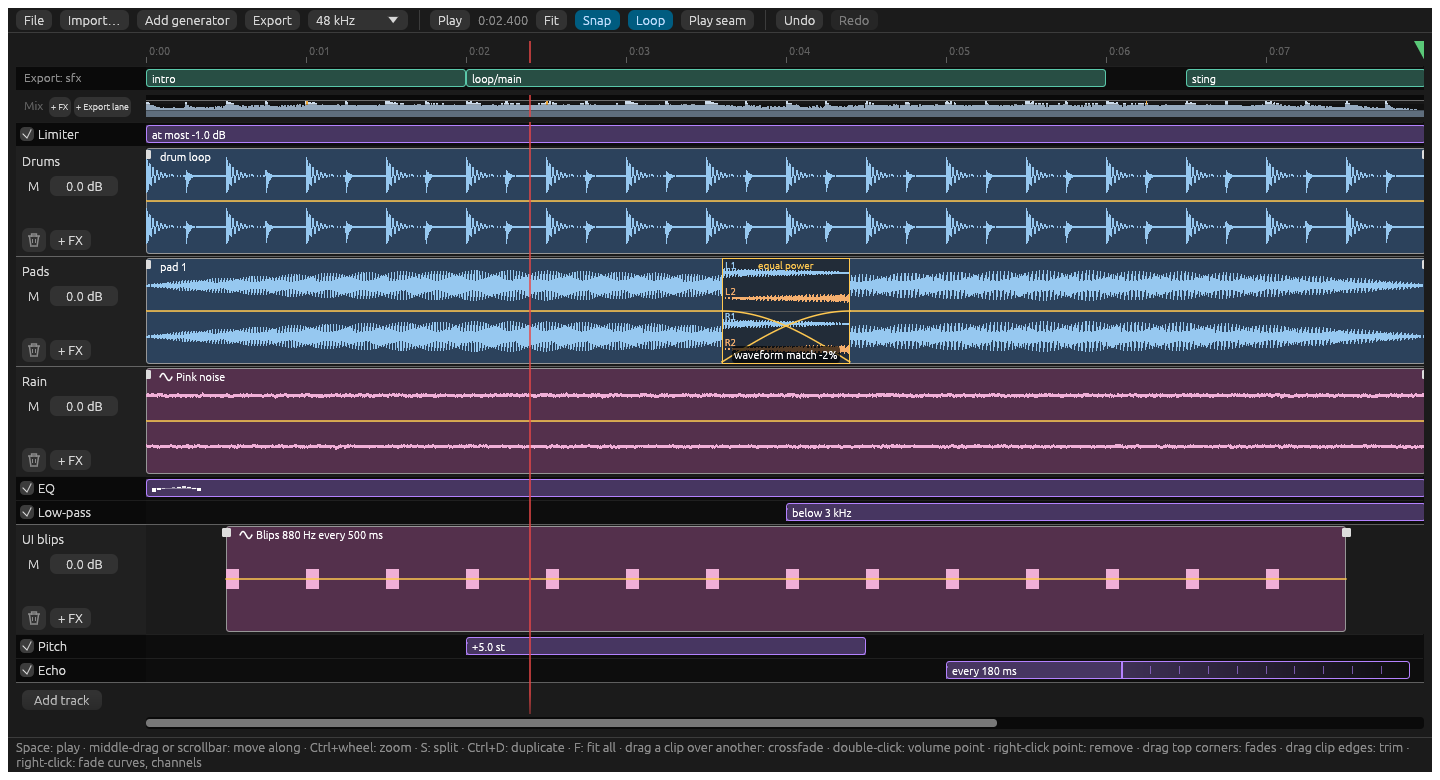 File Import... Add generator Export 48 kHz Play 0:02.400 Fit Snap Loop Play seam Undo Redo
0:00 0:01 0:02 0:03 0:04 0:05 0:06 0:07
Export: sfx intro loop/main sting
Mix + FX + Export lane
Limiter at most -1.0 dB
Drums drum loop
M 0.0 dB
+ FX
Pads pad 1 L1 equal power
M 0.0 dB L2
R1
+ FX R2 waveform match -2%
Rain Pink noise
M 0.0 dB
+ FX
EQ
Low-pass below 3 kHz
UI blips Blips 880 Hz every 500 ms
M 0.0 dB
+ FX
Pitch +5.0 st
Echo every 180 ms
Add track
Space: play · middle-drag or scrollbar: move along · Ctrl+wheel: zoom · S: split · Ctrl+D: duplicate · F: fit all · drag a clip over another: crossfade · double-click: volume point · right-click point: remove · drag top corners: fades · drag clip edges: trim ·
right-click: fade curves, channels